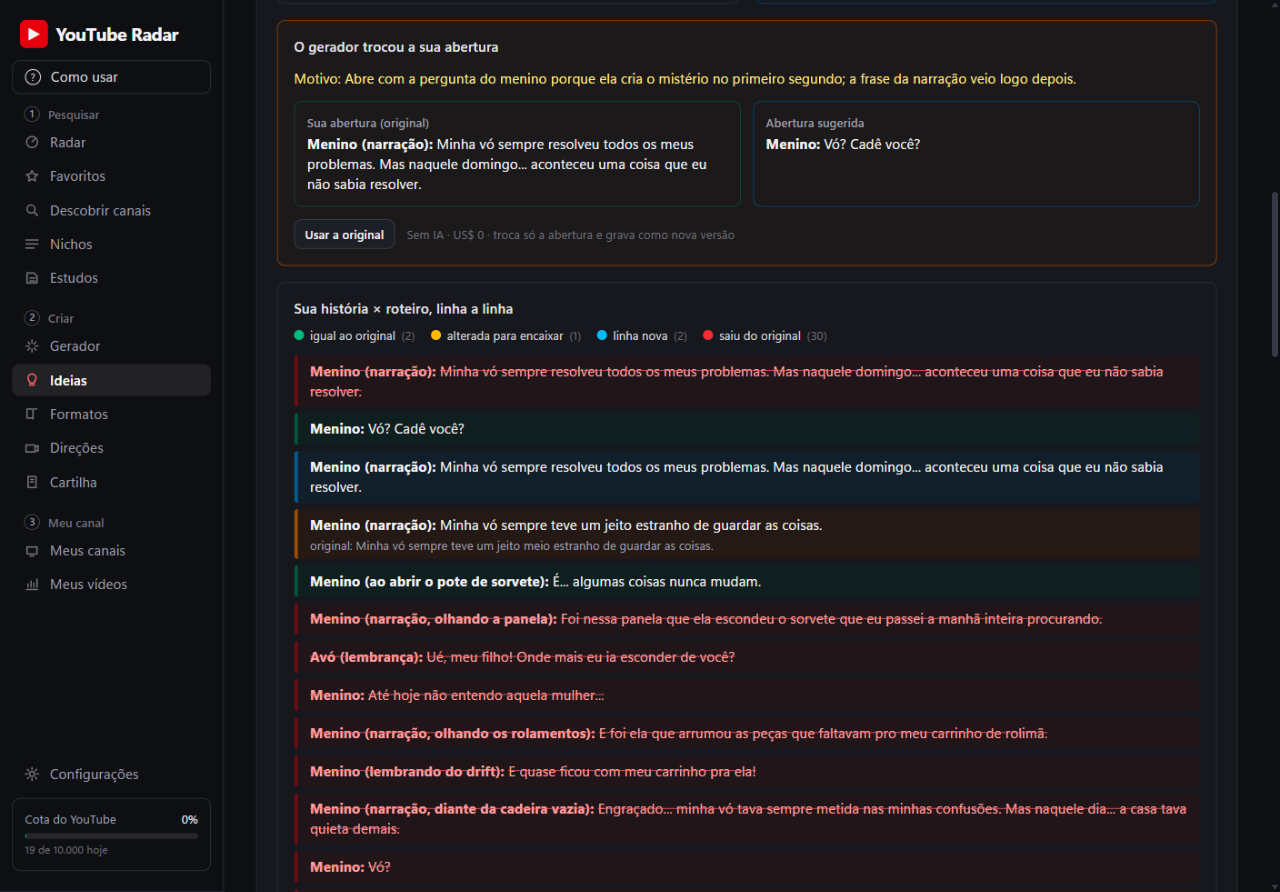 YouTube Radar
? Como usar
1 Pesquisar
Radar
Favoritos
Descobrir canais
Nichos
Estudos
2 Criar
Gerador
Ideias
Formatos
Direções
Cartilha
3 Meu canal
Meus canais
Meus vídeos
Configurações
Cota do YouTube 0%
19 de 10.000 hoje
O gerador trocou a sua abertura
Motivo: Abre com a pergunta do menino porque ela cria o mistério no primeiro segundo; a frase da narração veio logo depois.
Sua abertura (original)
Menino (narração): Minha vó sempre resolveu todos os meus
problemas. Mas naquele domingo... aconteceu uma coisa que eu
não sabia resolver.
Abertura sugerida
Menino: Vó? Cadê você?
Usar a original
Sem IA · US$ 0 · troca só a abertura e grava como nova versão
Sua história × roteiro, linha a linha
igual ao original (2) alterada para encaixar (1) linha nova (2) saiu do original (30)
Menino (narração): Minha vó sempre resolveu todos os meus problemas. Mas naquele domingo... aconteceu uma coisa que eu não sabia
resolver.
Menino: Vó? Cadê você?
Menino (narração): Minha vó sempre resolveu todos os meus problemas. Mas naquele domingo... aconteceu uma coisa que eu não sabia
resolver.
Menino (narração): Minha vó sempre teve um jeito estranho de guardar as coisas.
original: Minha vó sempre teve um jeito meio estranho de guardar as coisas.
Menino (ao abrir o pote de sorvete): É... algumas coisas nunca mudam.
Menino (narração, olhando a panela): Foi nessa panela que ela escondeu o sorvete que eu passei a manhã inteira procurando.
Avó (lembrança): Ué, meu filho! Onde mais eu ia esconder de você?
Menino: Até hoje não entendo aquela mulher...
Menino (narração, olhando os rolamentos): E foi ela que arrumou as peças que faltavam pro meu carrinho de rolimã.
Menino (lembrando do drift): E quase ficou com meu carrinho pra ela!
Menino (narração, diante da cadeira vazia): Engraçado... minha vó tava sempre metida nas minhas confusões. Mas naquele dia... a casa tava
quieta demais.
Menino: Vó?